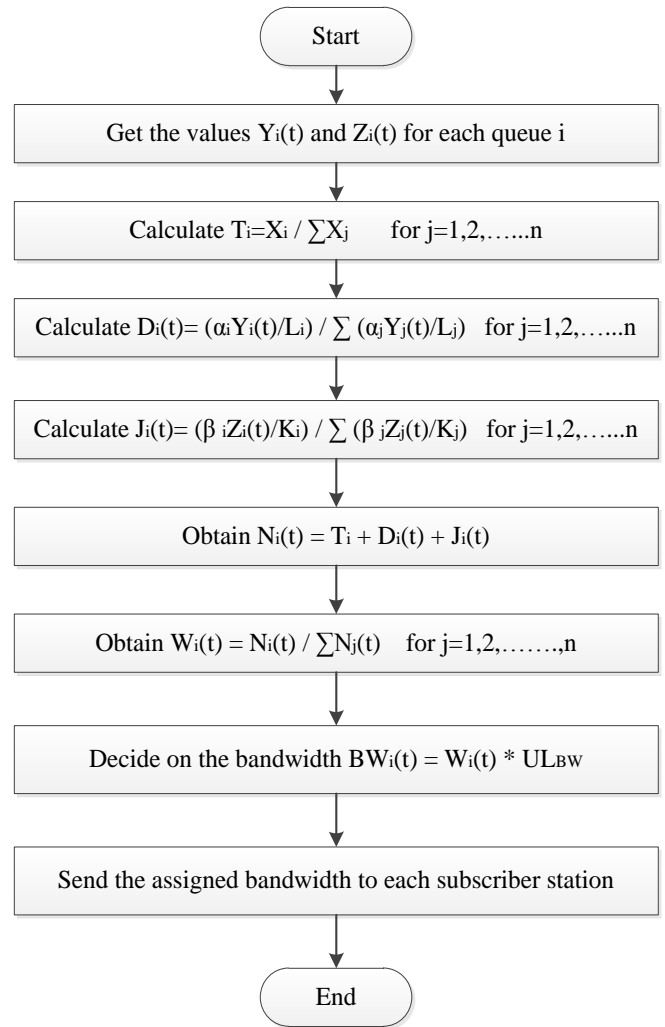 Start
Get the values Yi(t) and Zi(t) for each queue i
Calculate Ti=Xi / ∑Xj for j=1,2,…...n
Calculate Di(t)= (αiYi(t)/Li) / ∑ (αjYj(t)/Lj) for j=1,2,…...n
Calculate Ji(t)= (β iZi(t)/Ki) / ∑ (β jZj(t)/Kj) for j=1,2,…...n
Obtain Ni(t) = Ti + Di(t) + Ji(t)
Obtain Wi(t) = Ni(t) / ∑Nj(t) for j=1,2,…….,n
Decide on the bandwidth BWi(t) = Wi(t) * ULBW
Send the assigned bandwidth to each subscriber station
End